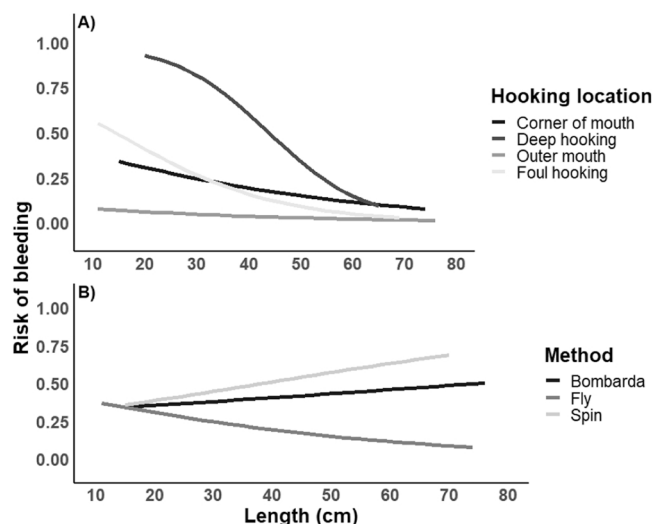 A)
1.00
0.75
0.50
0.25
0.00
10 20 30 40 50 60 70 80
Hooking location
Corner of mouth
Deep hooking
Outer mouth
Foul hooking
Risk of bleeding
B)
1.00
0.75
0.50
0.25
0.00
10 20 30 40 50 60 70 80
Length (cm)
Method
Bombarda
Fly
Spin